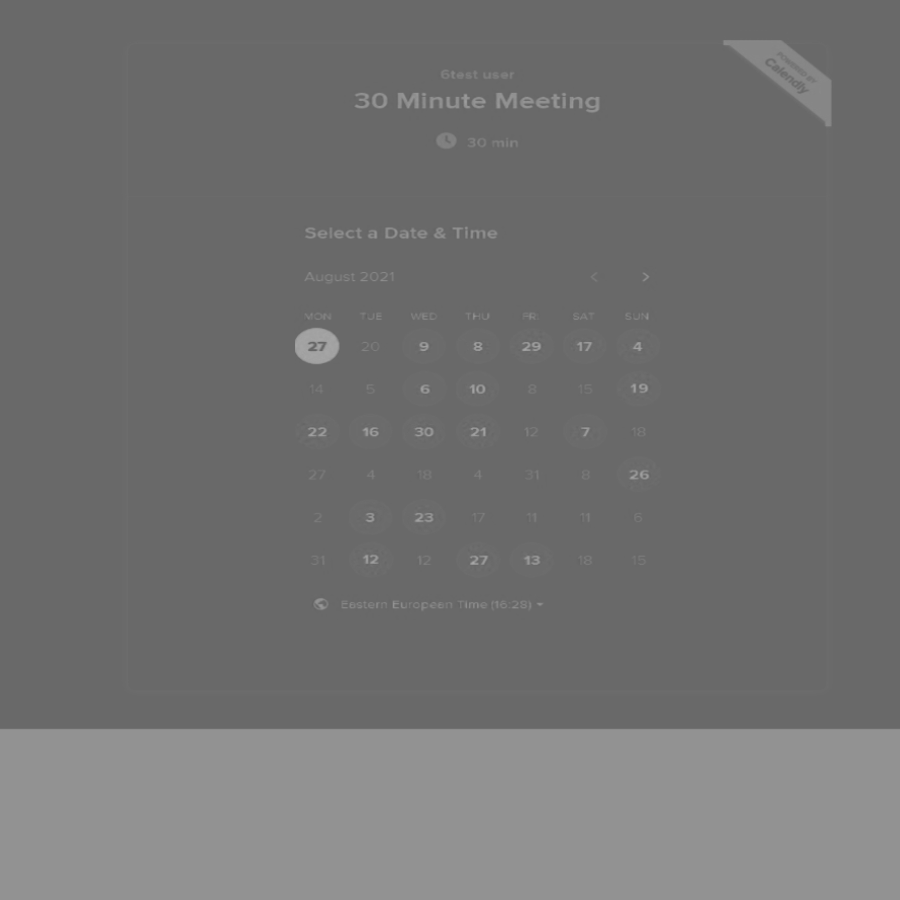 6test user
30 Minute Meeting
30 min
POWERED BY
Calendly
Select a Date & Time
August 2021 < >
MON TUE WED THU FRI SAT SUN
27 20 9 8 29 17 4
14 5 6 10 8 15 19
22 16 30 21 12 7 18
27 4 18 4 31 8 26
2 3 23 17 11 11 6
31 12 12 27 13 18 15
Eastern European Time (16:28)